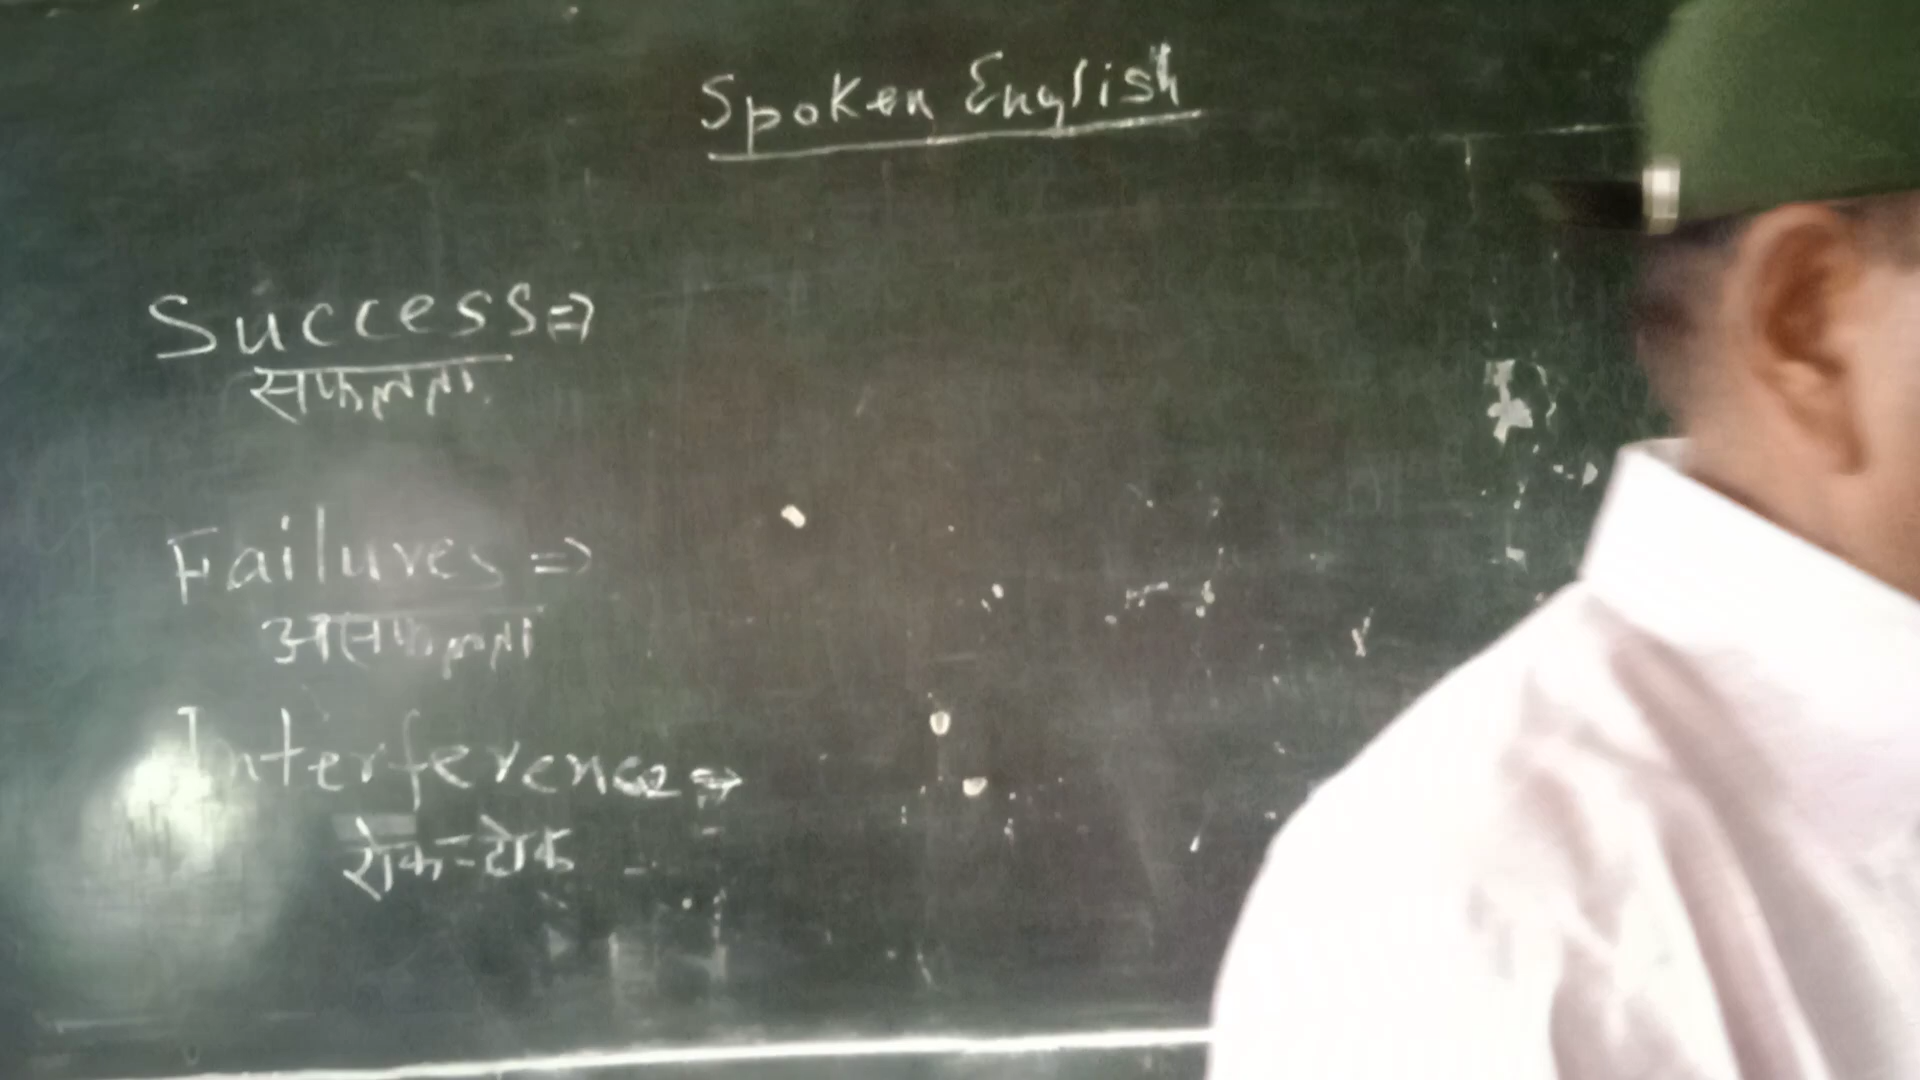 Spoken English
Success⇒
सफलता
Failures⇒
असफलता
Interference⇒
रोक-टोक